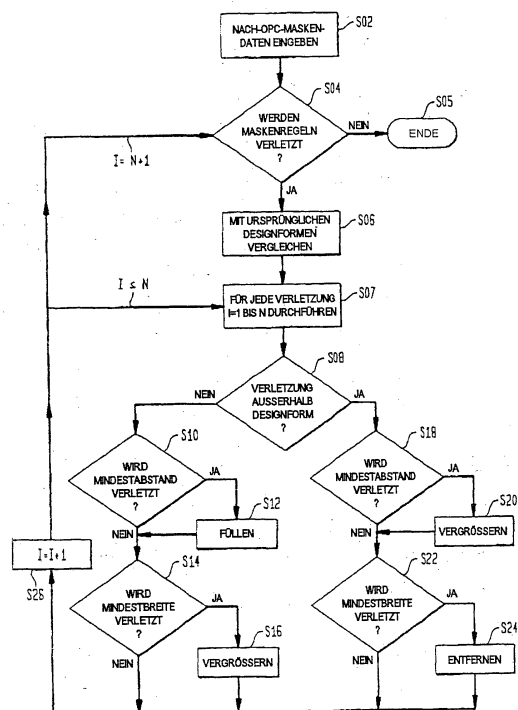 S02
NACH-OPC-MASKEN-
DATEN EINGEBEN
S04
WERDEN
MASKENREGELN
VERLETZT
?
NEIN
S05
ENDE
I= N+1
JA
S06
MIT URSPRÜNGLICHEN
DESIGNFORMEN
VERGLEICHEN
I ≤ N
S07
FÜR JEDE VERLETZUNG
I=1 BIS N DURCHFÜHREN
S08
NEIN
VERLETZUNG
AUSSERHALB
DESIGNFORM
?
JA
S10
WIRD
MINDESTABSTAND
VERLETZT
?
JA
S12
FÜLLEN
NEIN
S18
WIRD
MINDESTABSTAND
VERLETZT
?
JA
S20
VERGRÖSSERN
NEIN
I=I+1
S26
S14
WIRD
MINDESTBREITE
VERLETZT
?
JA
S16
VERGRÖSSERN
NEIN
S22
WIRD
MINDESTBREITE
VERLETZT
?
JA
S24
ENTFERNEN
NEIN